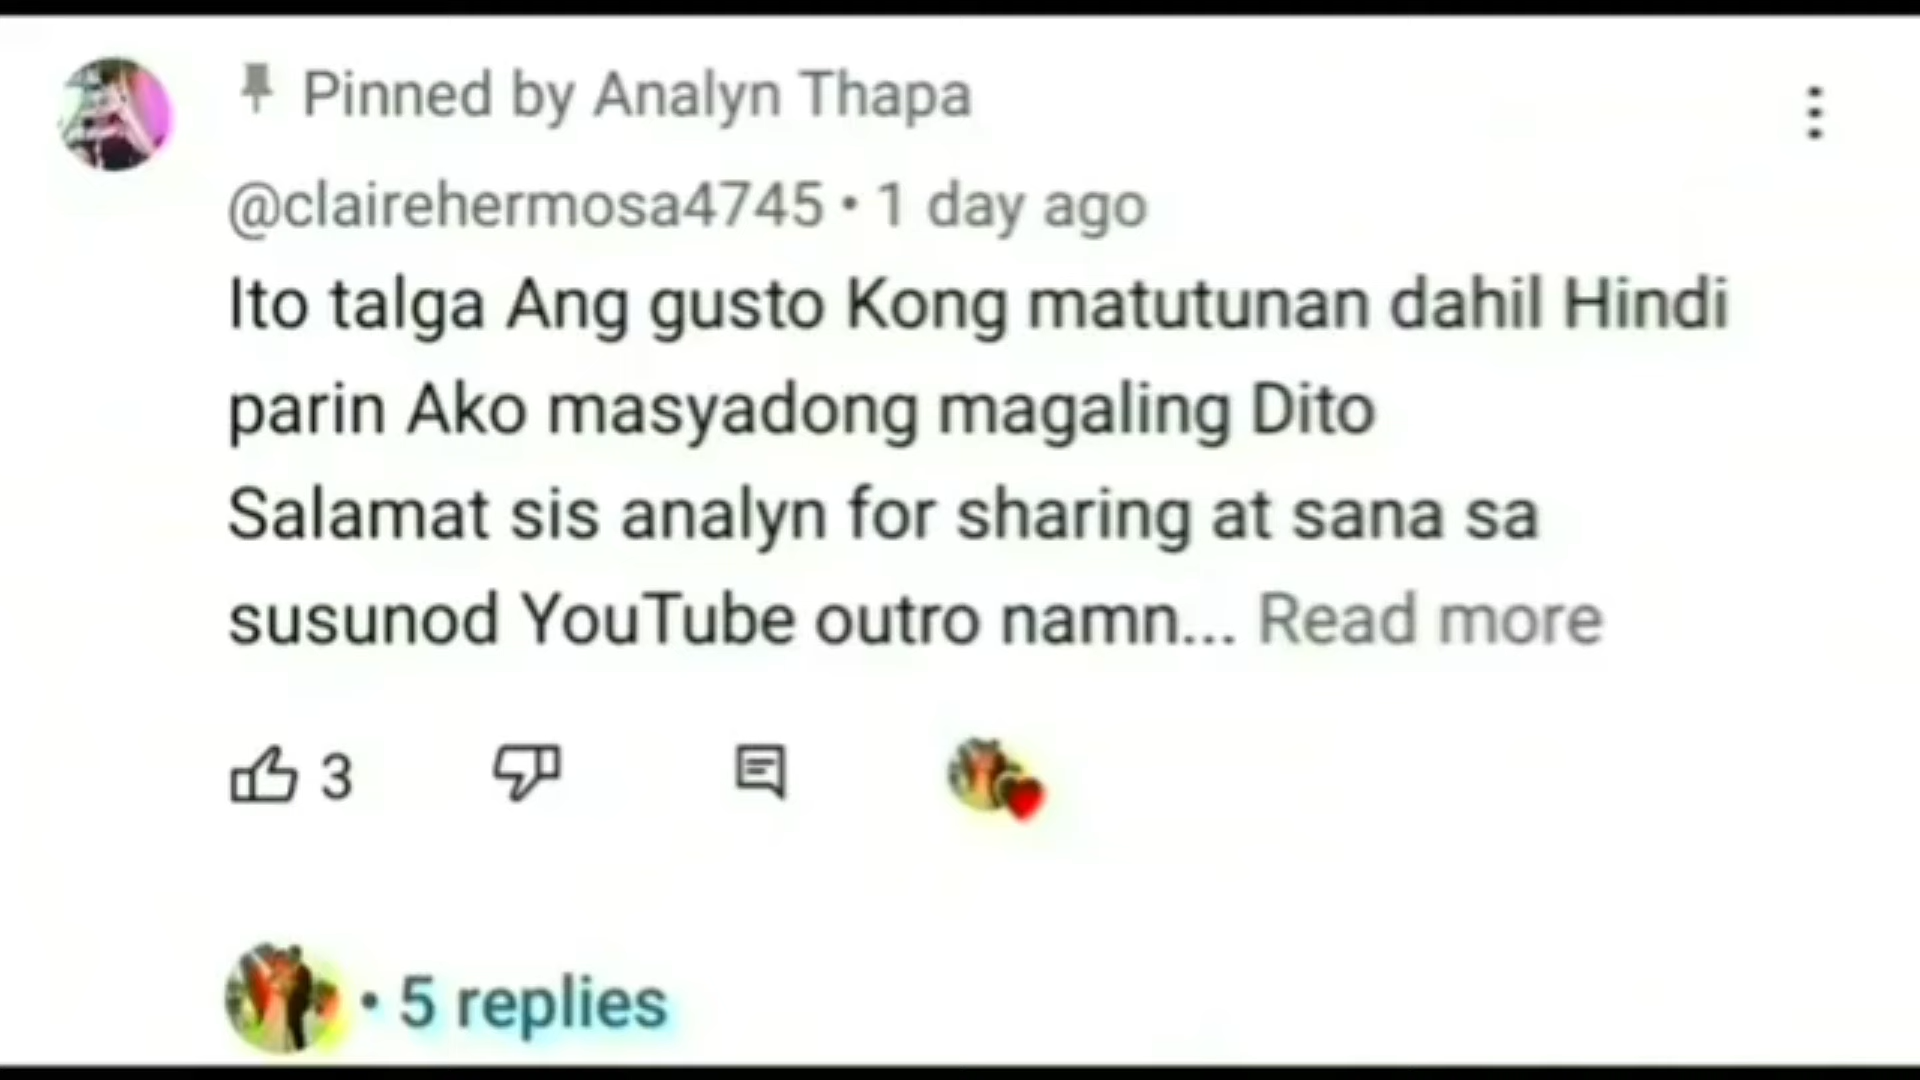 Pinned by Analyn Thapa
@clairehermosa4745 • 1 day ago
Ito talga Ang gusto Kong matutunan dahil Hindi
parin Ako masyadong magaling Dito
Salamat sis analyn for sharing at sana sa
susunod YouTube outro namn... Read more
3
• 5 replies